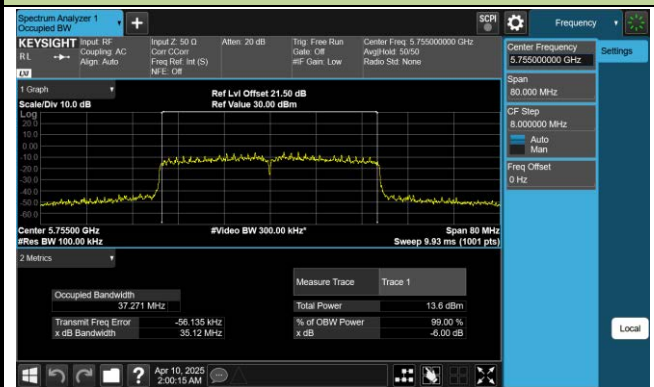 Spectrum Analyzer 1
Occupied BW
SCPI
Frequency
KEYSIGHT
RL
Input: RF
Coupling: AC
Align: Auto
Input Z: 50 Ω
Corr CCorr
Freq Ref: Int (S)
NFE: Off
Atten: 20 dB
Trig: Free Run
Gate: Off
#IF Gain: Low
Center Freq: 5.755000000 GHz
Avg|Hold: 50/50
Radio Std: None
Center Frequency
5.755000000 GHz
Settings
Span
80.000 MHz
CF Step
8.000000 MHz
Auto
Man
Freq Offset
0 Hz
1 Graph
Scale/Div 10.0 dB
Ref Lvl Offset 21.50 dB
Ref Value 30.00 dBm
Log
20.0
10.0
0.00
-10.0
-20.0
-30.0
-40.0
-50.0
-60.0
Center 5.75500 GHz
#Video BW 300.00 kHz*
Span 80 MHz
#Res BW 100.00 kHz
Sweep 9.93 ms (1001 pts)
2 Metrics
Measure Trace
Trace 1
Occupied Bandwidth
37.271 MHz
Total Power
13.6 dBm
Transmit Freq Error
-56.135 kHz
% of OBW Power
99.00 %
x dB Bandwidth
35.12 MHz
x dB
-6.00 dB
Local
?
Apr 10, 2025
2:00:15 AM